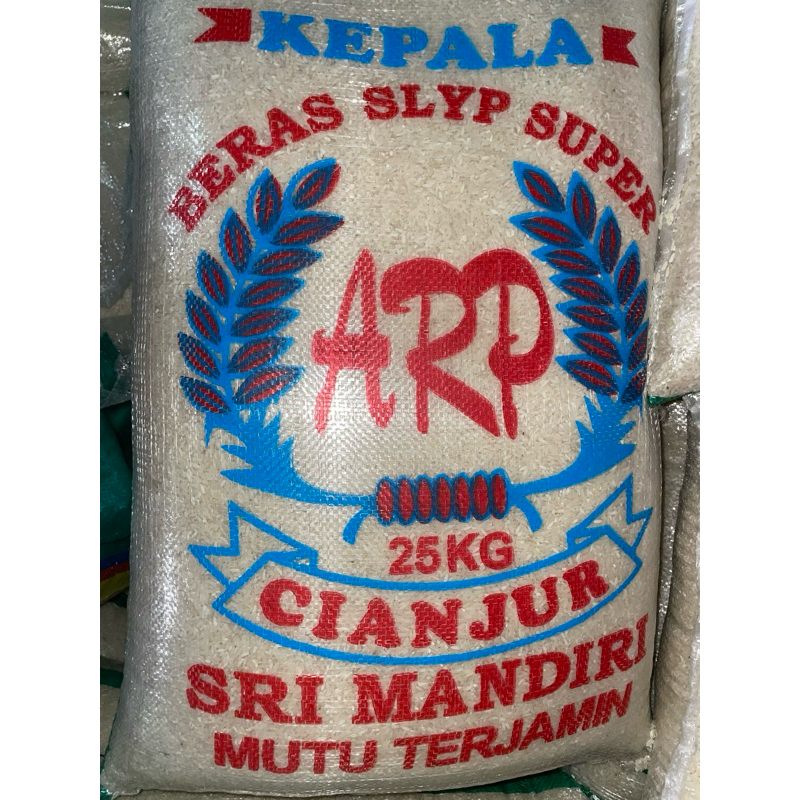 KEPALA
BERAS SLYP SUPER
ARP
25KG
CIANJUR
SRI MANDIRI
MUTU TERJAMIN